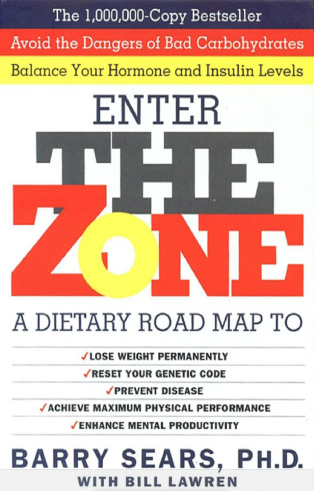 The 1,000,000-Copy Bestseller
Avoid the Dangers of Bad Carbohydrates
Balance Your Hormone and Insulin Levels
ENTER
THE
ZONE
A DIETARY ROAD MAP TO
✓LOSE WEIGHT PERMANENTLY
✓RESET YOUR GENETIC CODE
✓PREVENT DISEASE
✓ACHIEVE MAXIMUM PHYSICAL PERFORMANCE
✓ENHANCE MENTAL PRODUCTIVITY
BARRY SEARS, PH.D.
WITH BILL LAWREN